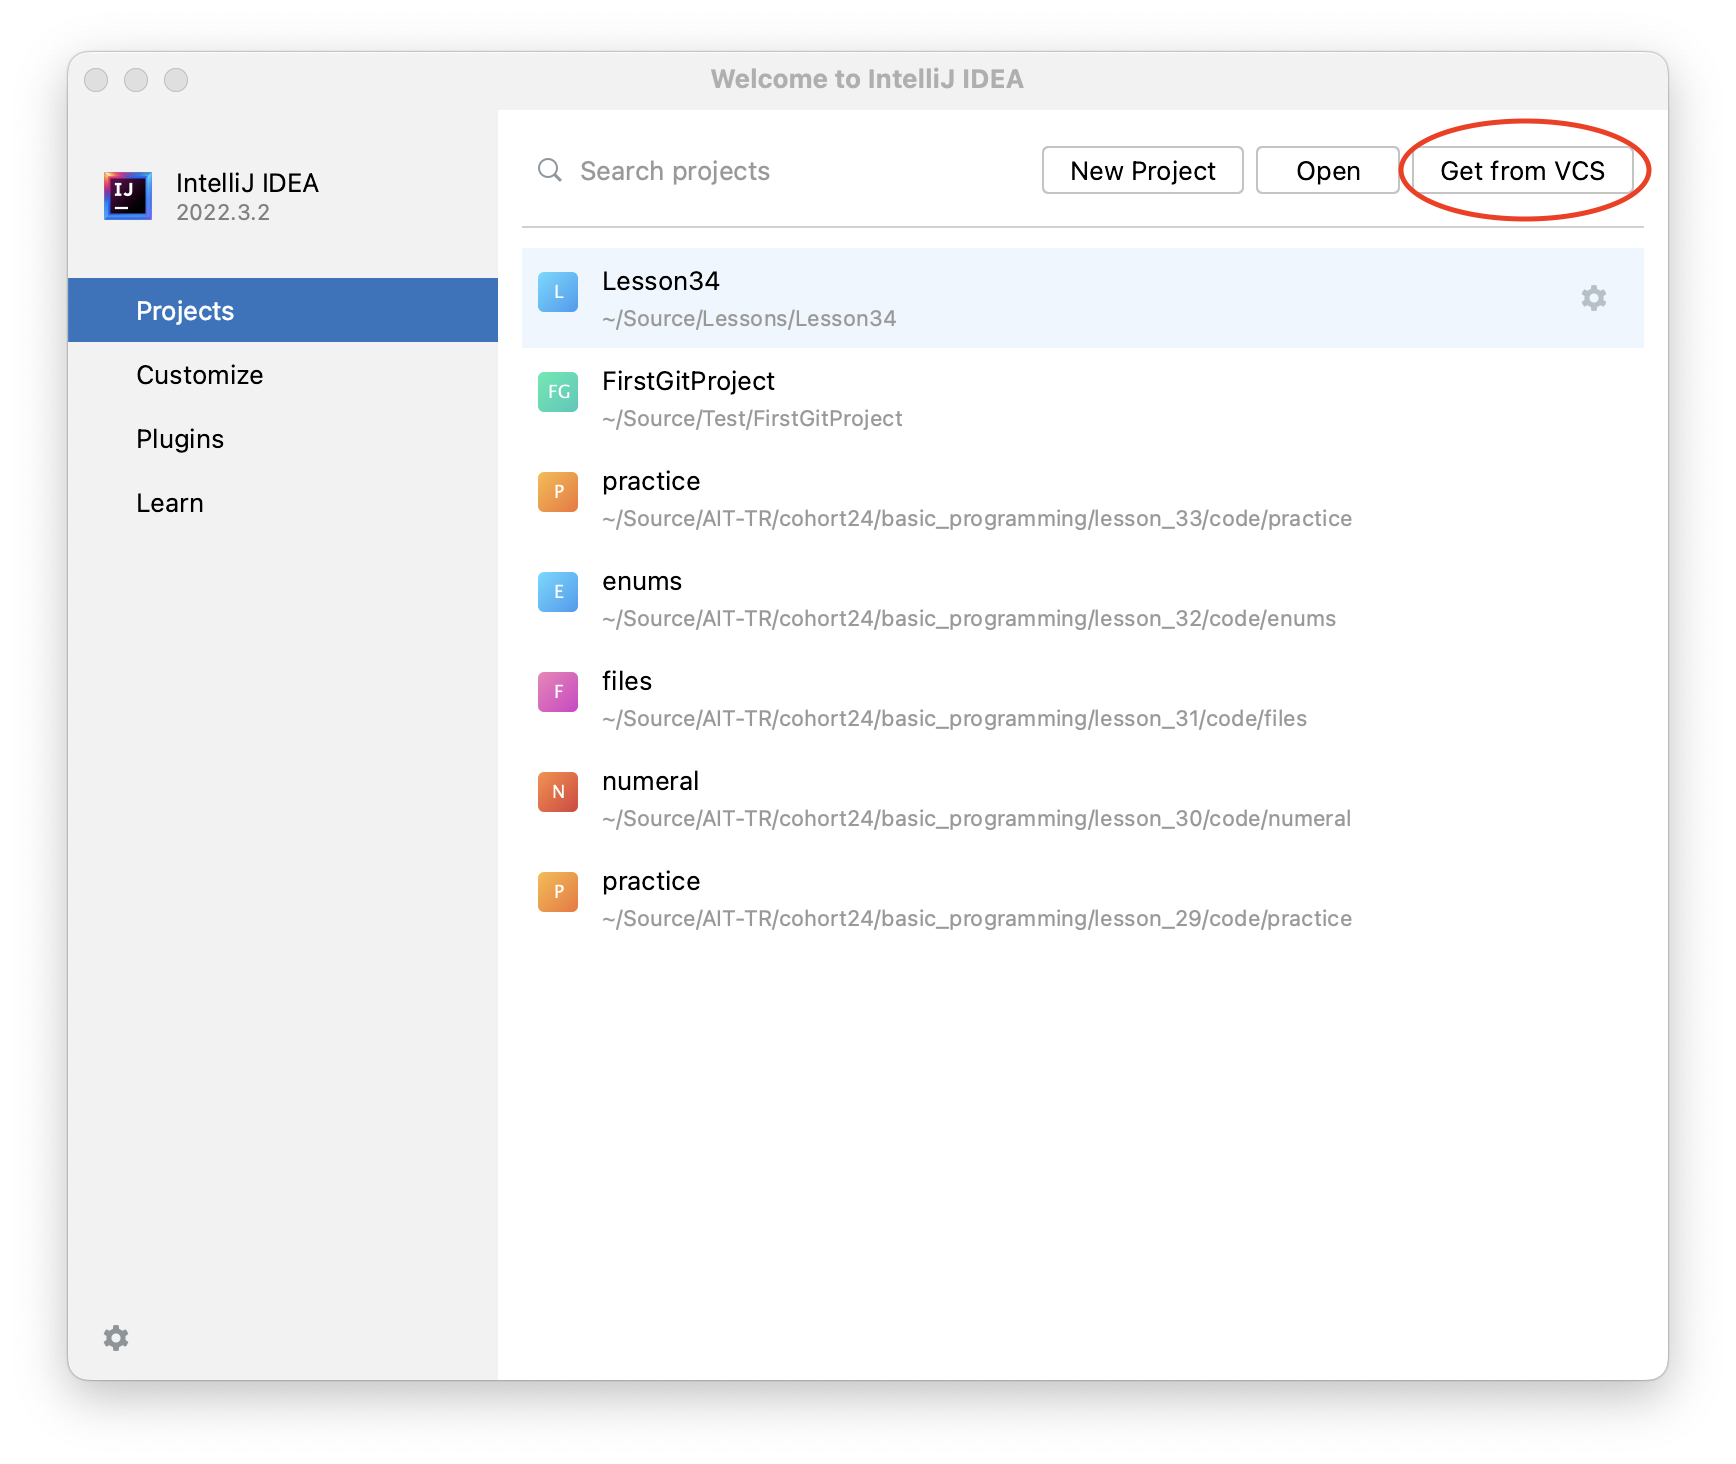 Welcome to IntelliJ IDEA
IJ
IntelliJ IDEA
2022.3.2
Projects
Customize
Plugins
Learn
Search projects
New Project
Open
Get from VCS
L
Lesson34
~/Source/Lessons/Lesson34
FG
FirstGitProject
~/Source/Test/FirstGitProject
P
practice
~/Source/AIT-TR/cohort24/basic_programming/lesson_33/code/practice
E
enums
~/Source/AIT-TR/cohort24/basic_programming/lesson_32/code/enums
F
files
~/Source/AIT-TR/cohort24/basic_programming/lesson_31/code/files
N
numeral
~/Source/AIT-TR/cohort24/basic_programming/lesson_30/code/numeral
P
practice
~/Source/AIT-TR/cohort24/basic_programming/lesson_29/code/practice